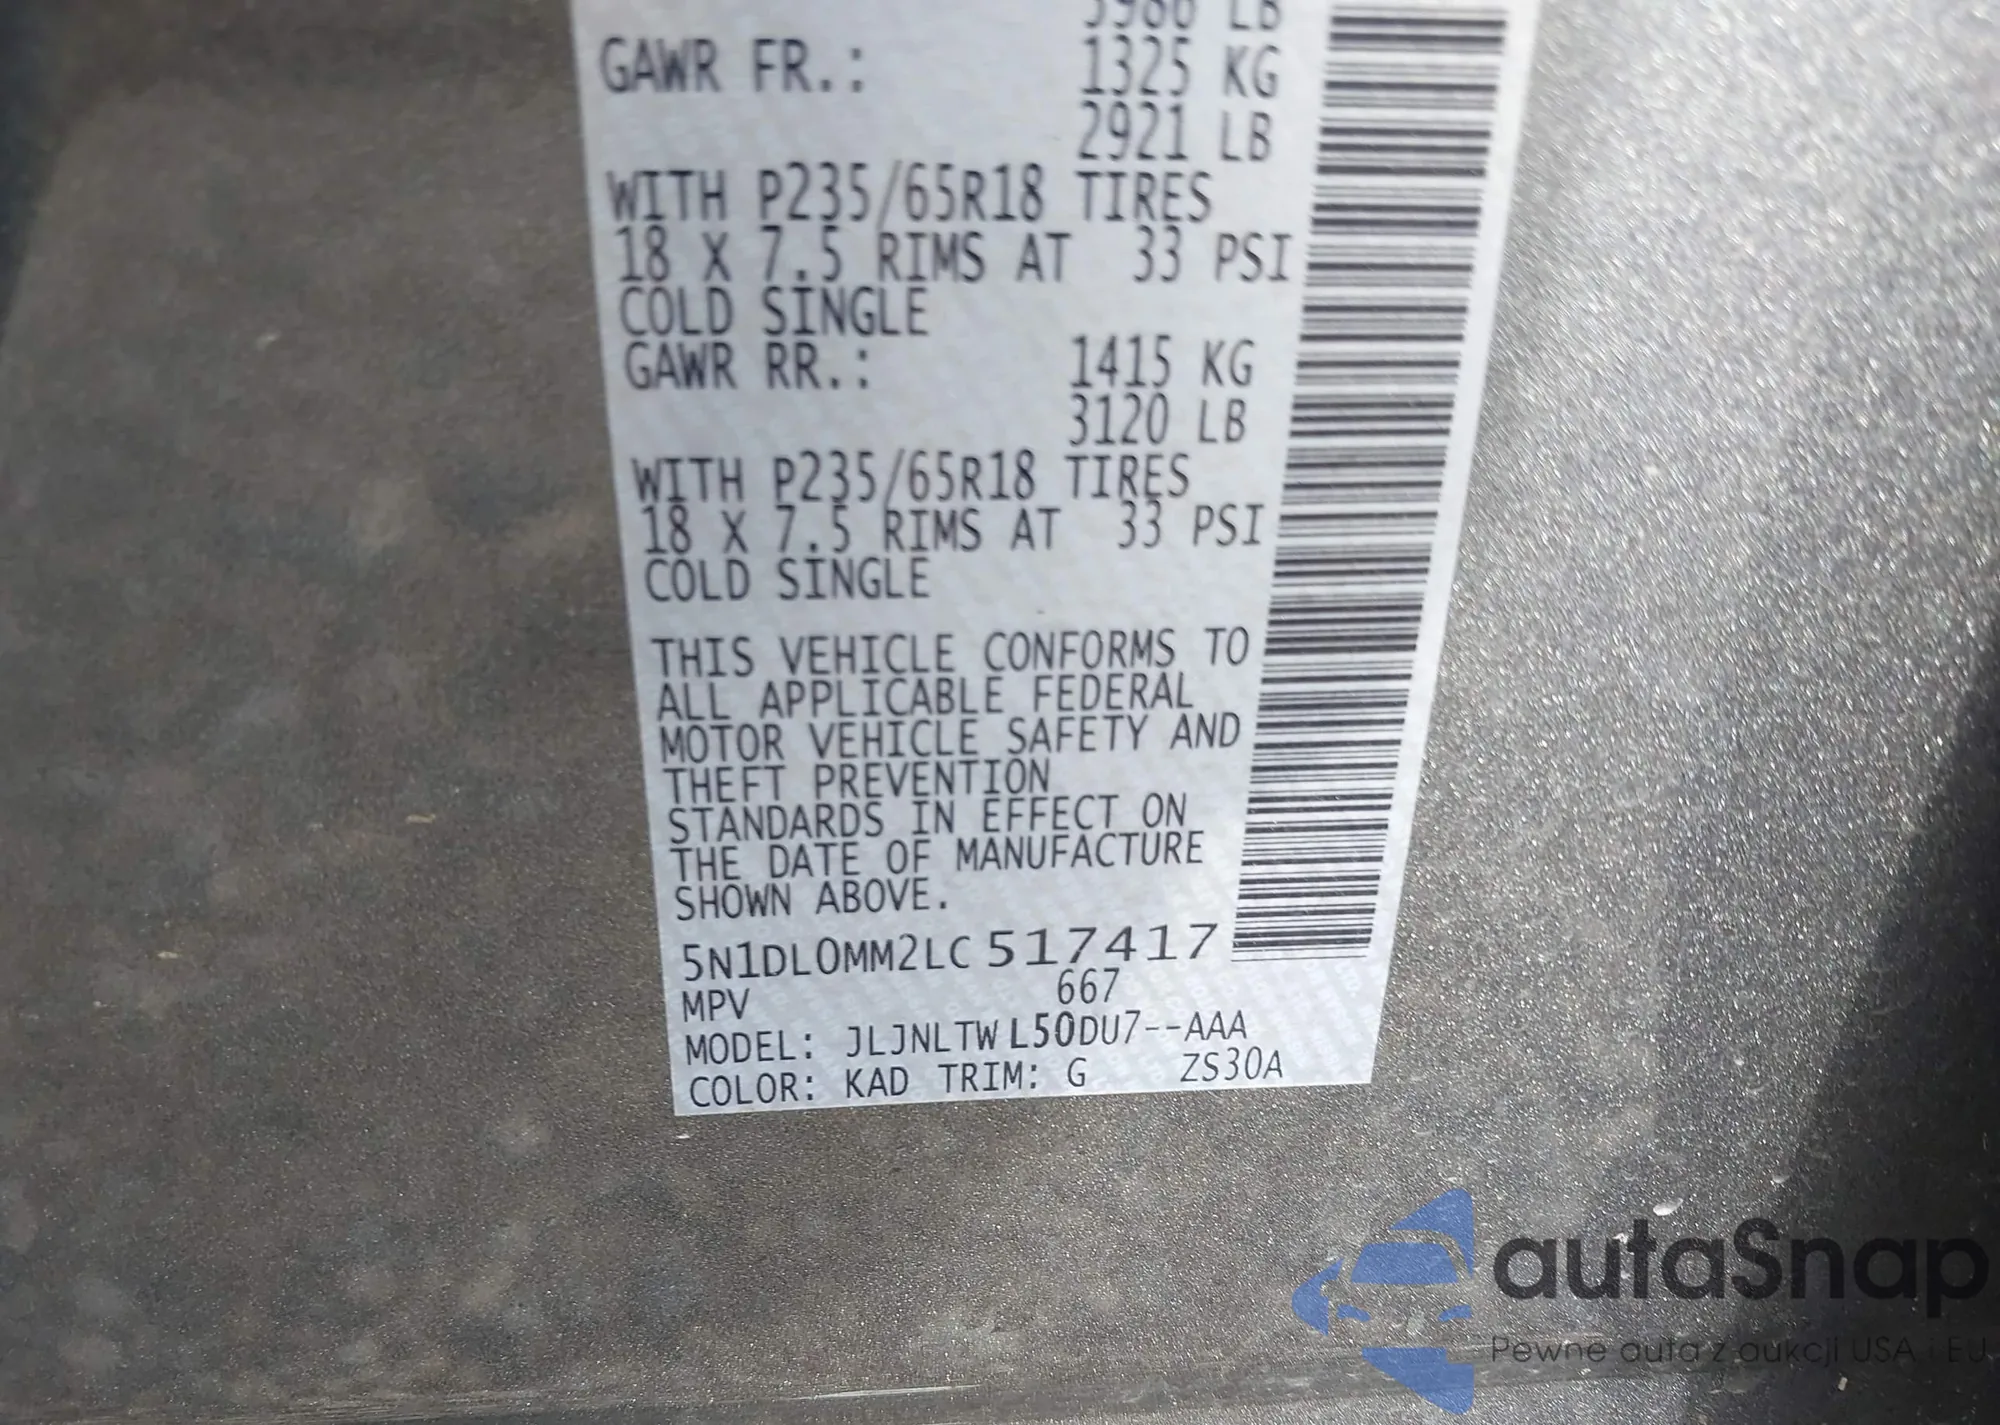 5980 LB
GAWR FR.: 1325 KG
2921 LB
WITH P235/65R18 TIRES
18 X 7.5 RIMS AT 33 PSI
COLD SINGLE
GAWR RR.: 1415 KG
3120 LB
WITH P235/65R18 TIRES
18 X 7.5 RIMS AT 33 PSI
COLD SINGLE
THIS VEHICLE CONFORMS TO
ALL APPLICABLE FEDERAL
MOTOR VEHICLE SAFETY AND
THEFT PREVENTION
STANDARDS IN EFFECT ON
THE DATE OF MANUFACTURE
SHOWN ABOVE.
5N1DL0MM2LC517417
MPV 667
MODEL: JLJNLTWL50DU7--AAA
COLOR: KAD TRIM: G ZS30A
autaSnap
Pewne auta z aukcji USA i EU